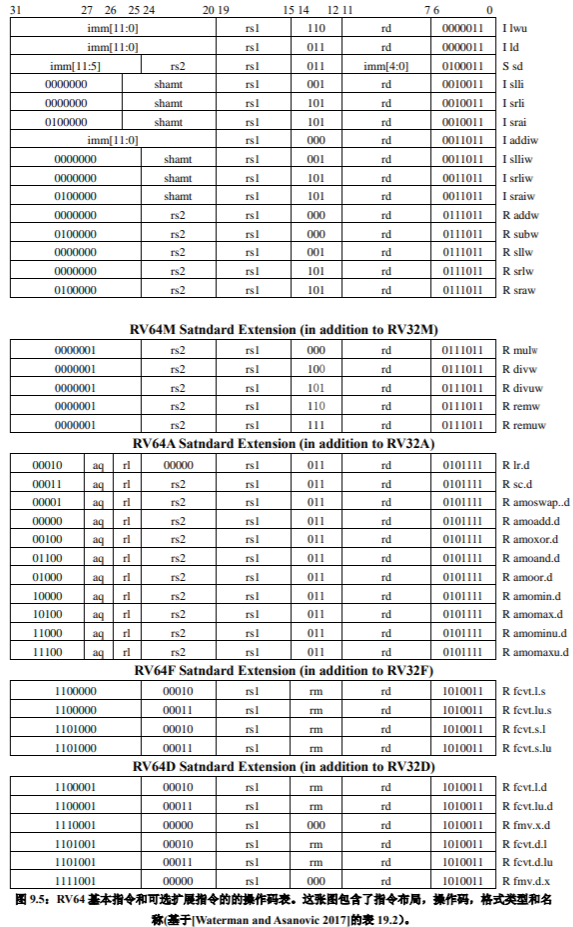 31 27 26 25 24 20 19 15 14 12 11 7 6 0
imm[11:0] rs1 110 rd 0000011 I lwu
imm[11:0] rs1 011 rd 0000011 I ld
imm[11:5] rs2 rs1 011 imm[4:0] 0100011 S sd
0000000 shamt rs1 001 rd 0010011 I slli
0000000 shamt rs1 101 rd 0010011 I srli
0100000 shamt rs1 101 rd 0010011 I srai
imm[11:0] rs1 000 rd 0011011 I addiw
0000000 shamt rs1 001 rd 0011011 I slliw
0000000 shamt rs1 101 rd 0011011 I srliw
0100000 shamt rs1 101 rd 0011011 I sraiw
0000000 rs2 rs1 000 rd 0111011 R addw
0100000 rs2 rs1 000 rd 0111011 R subw
0000000 rs2 rs1 001 rd 0111011 R sllw
0000000 rs2 rs1 101 rd 0111011 R srlw
0100000 rs2 rs1 101 rd 0111011 R sraw
RV64M Satndard Extension (in addition to RV32M)
0000001 rs2 rs1 000 rd 0111011 R mulw
0000001 rs2 rs1 100 rd 0111011 R divw
0000001 rs2 rs1 101 rd 0111011 R divuw
0000001 rs2 rs1 110 rd 0111011 R remw
0000001 rs2 rs1 111 rd 0111011 R remuw
RV64A Satndard Extension (in addition to RV32A)
00010 aq rl 00000 rs1 011 rd 0101111 R lr.d
00011 aq rl rs2 rs1 011 rd 0101111 R sc.d
00001 aq rl rs2 rs1 011 rd 0101111 R amoswap..d
00000 aq rl rs2 rs1 011 rd 0101111 R amoadd.d
00100 aq rl rs2 rs1 011 rd 0101111 R amoxor.d
01100 aq rl rs2 rs1 011 rd 0101111 R amoand.d
01000 aq rl rs2 rs1 011 rd 0101111 R amoor.d
10000 aq rl rs2 rs1 011 rd 0101111 R amomin.d
10100 aq rl rs2 rs1 011 rd 0101111 R amomax.d
11000 aq rl rs2 rs1 011 rd 0101111 R amominu.d
11100 aq rl rs2 rs1 011 rd 0101111 R amomaxu.d
RV64F Satndard Extension (in addition to RV32F)
1100000 00010 rs1 rm rd 1010011 R fcvt.l.s
1100000 00011 rs1 rm rd 1010011 R fcvt.lu.s
1101000 00010 rs1 rm rd 1010011 R fcvt.s.l
1101000 00011 rs1 rm rd 1010011 R fcvt.s.lu
RV64D Satndard Extension (in addition to RV32D)
1100001 00010 rs1 rm rd 1010011 R fcvt.l.d
1100001 00011 rs1 rm rd 1010011 R fcvt.lu.d
1110001 00000 rs1 000 rd 1010011 R fmv.x.d
1101001 00010 rs1 rm rd 1010011 R fcvt.d.l
1101001 00011 rs1 rm rd 1010011 R fcvt.d.lu
1111001 00000 rs1 000 rd 1010011 R fmv.d.x
图 9.5：RV64 基本指令和可选扩展指令的的操作码表。这张图包含了指令布局，操作码，格式类型和名
称(基于[Waterman and Asanovic 2017]的表 19.2)。